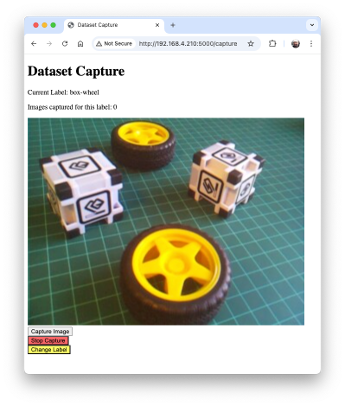 Dataset Capture
Not Secure
http://192.168.4.210:5000/capture
Dataset Capture
Current Label: box-wheel
Images captured for this label: 0
Capture Image
Stop Capture
Change Label